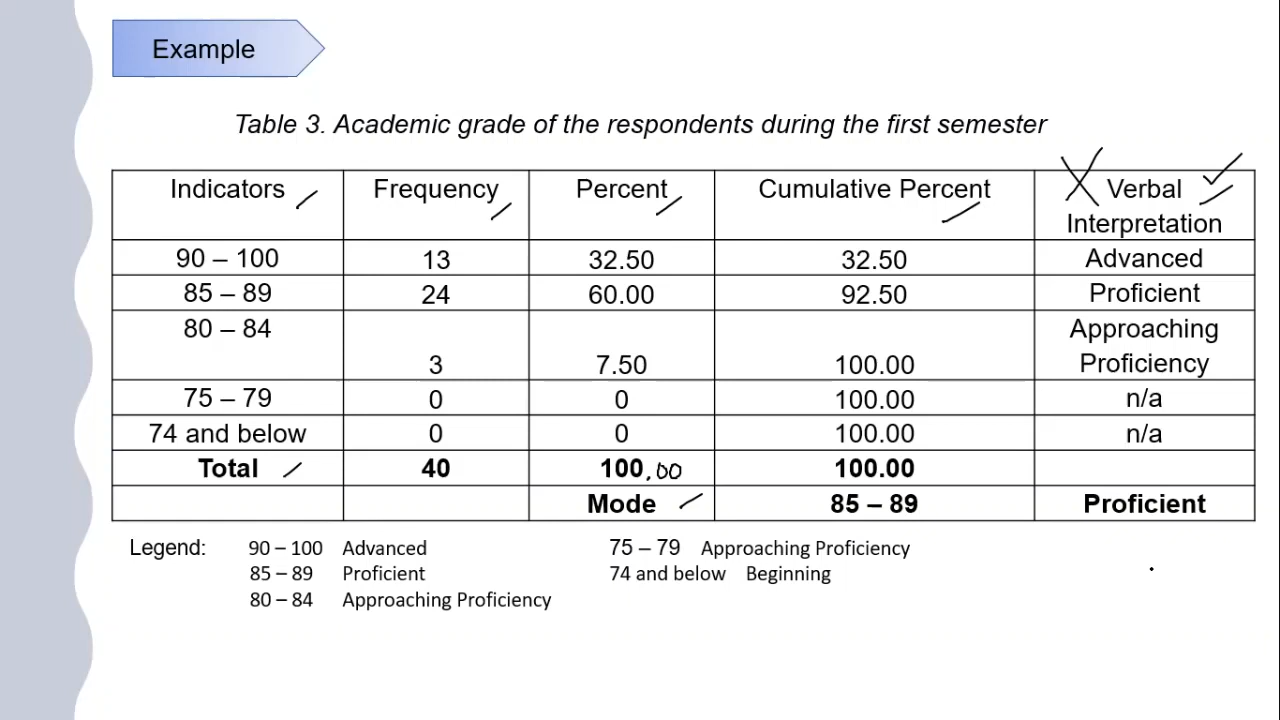 Example
Table 3. Academic grade of the respondents during the first semester
Indicators Frequency Percent Cumulative Percent Verbal Interpretation
90 – 100 13 32.50 32.50 Advanced
85 – 89 24 60.00 92.50 Proficient
80 – 84 3 7.50 100.00 Approaching Proficiency
75 – 79 0 0 100.00 n/a
74 and below 0 0 100.00 n/a
Total 40 100.00 100.00
Mode 85 – 89 Proficient
Legend: 90 – 100 Advanced 75 – 79 Approaching Proficiency
85 – 89 Proficient 74 and below Beginning
80 – 84 Approaching Proficiency